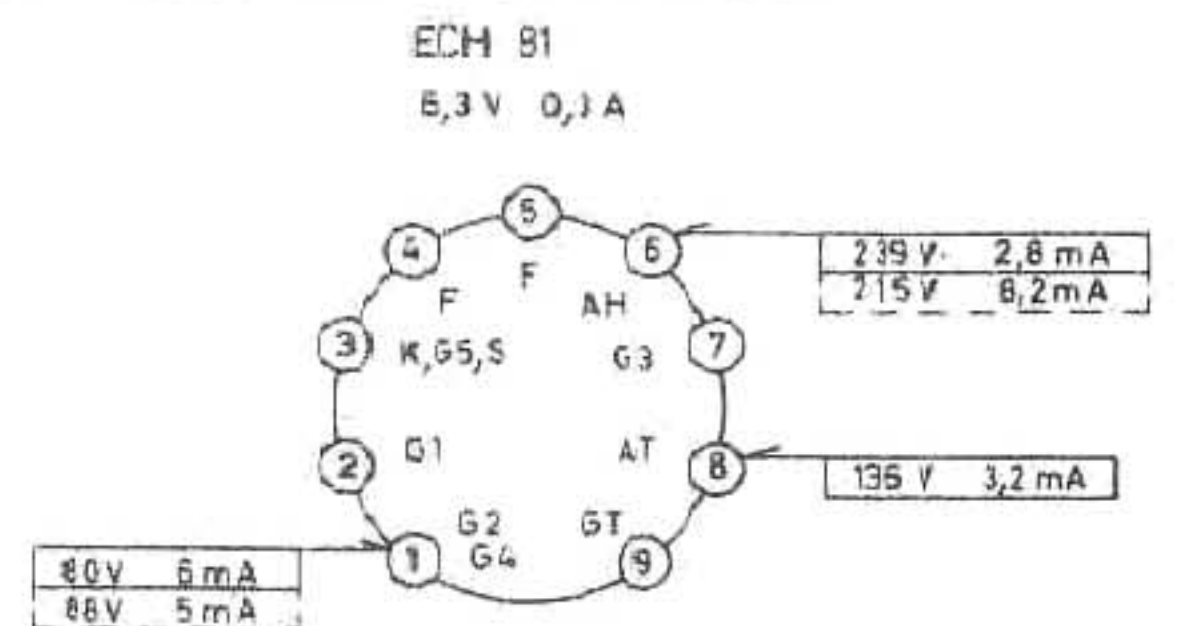 ECH 81
6,3 V 0,3 A
5
4
F
6
F
AH
239 V 2,8 mA
215 V 6,2 mA
3
K,G5,S
G3
7
2
G1
AT
8
136 V 3,2 mA
1
G2
G4
GT
9
80V 6 mA
88V 5 mA